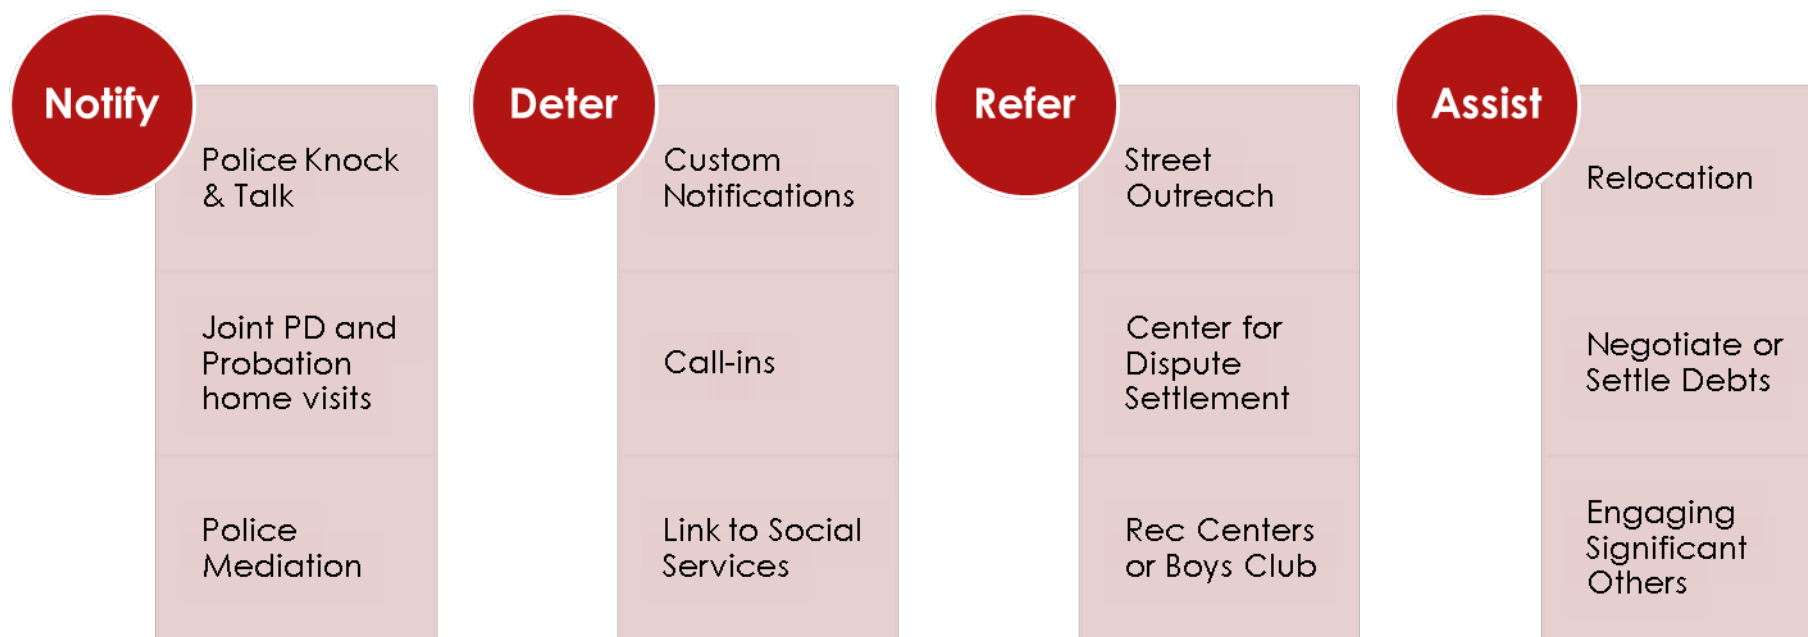 Notify
Police Knock
& Talk
Joint PD and
Probation
home visits
Police
Mediation
Deter
Custom
Notifications
Call-ins
Link to Social
Services
Refer
Street
Outreach
Center for
Dispute
Settlement
Rec Centers
or Boys Club
Assist
Relocation
Negotiate or
Settle Debts
Engaging
Significant
Others